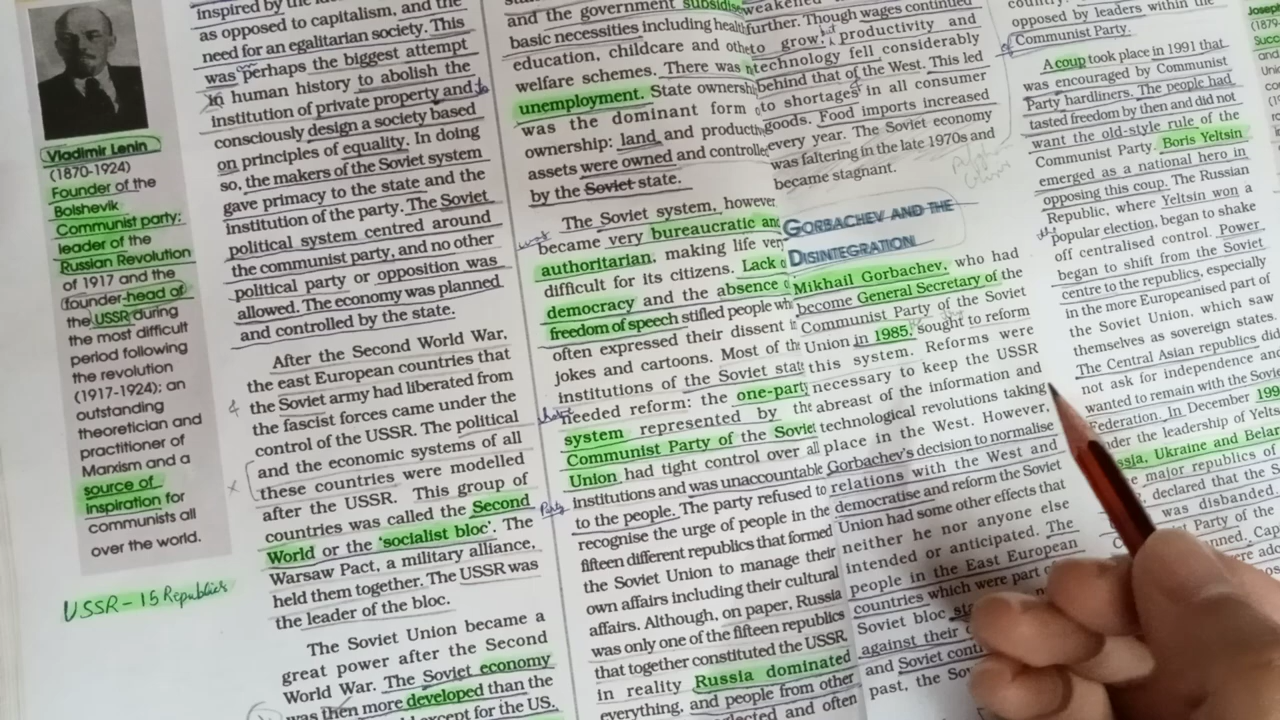 Vladimir Lenin
(1870-1924)
Founder of the
Bolshevik
Communist party;
leader of the
Russian Revolution
of 1917 and the
founder-head of
the USSR during
the most difficult
period following
the revolution
(1917-1924); an
outstanding
theoretician and
practitioner of
Marxism and a
source of
inspiration for
communists all
over the world.
USSR - 15 Republics
inspired by the
as opposed to capitalism, and the
need for an egalitarian society. This
was perhaps the biggest attempt
in human history to abolish the
institution of private property and
consciously design a society based
on principles of equality. In doing
so, the makers of the Soviet system
gave primacy to the state and the
institution of the party. The Soviet
political system centred around
the communist party, and no other
political party or opposition was
allowed. The economy was planned
and controlled by the state.
After the Second World War,
the east European countries that
the Soviet army had liberated from
the fascist forces came under the
control of the USSR. The political
and the economic systems of all
these countries were modelled
after the USSR. This group of
countries was called the Second
World or the 'socialist bloc'. The
Warsaw Pact, a military alliance,
held them together. The USSR was
the leader of the bloc.
The Soviet Union became a
great power after the Second
World War. The Soviet economy
was then more developed than the
except for the US.
and the government subsidised
basic necessities including health
education, childcare and other
welfare schemes. There was
unemployment. State ownership
was the dominant form
ownership: land and productive
assets were owned and controlled
by the Soviet state.
The Soviet system, however,
became very bureaucratic and
authoritarian, making life very
difficult for its citizens. Lack
democracy and the absence
freedom of speech stifled people
often expressed their dissent
jokes and cartoons. Most of the
institutions of the Soviet state
needed reform: the one-party
system represented by the
Communist Party of the Soviet
Union had tight control over all
institutions and was unaccountable
Party
to the people. The party refused to
recognise the urge of people in the
fifteen different republics that formed
the Soviet Union to manage their
own affairs including their cultural
affairs. Although, on paper, Russia
was only one of the fifteen republics
that together constituted the USSR,
in reality Russia dominated
everything, and people from other
and often
weakened
further. Though wages continued
to grow, productivity and
technology fell considerably
behind that of the West. This led
to shortages in all consumer
goods. Food imports increased
every year. The Soviet economy
was faltering in the late 1970s and
became stagnant.
GORBACHEV AND THE
DISINTEGRATION
Mikhail Gorbachev, who had
become General Secretary of the
Communist Party of the Soviet
Union in 1985, sought to reform
this system. Reforms were
necessary to keep the USSR
abreast of the information and
technological revolutions taking
place in the West. However,
Gorbachev's decision to normalise
relations with the West and
democratise and reform the Soviet
Union had some other effects that
neither he nor anyone else
intended or anticipated. The
people in the East European
countries which were part of
Soviet bloc
against their
and Soviet
past, the
country
opposed by leaders within the
Communist Party.
A coup took place in 1991 that
was encouraged by Communist
Party hardliners. The people had
tasted freedom by then and did not
want the old-style rule of the
Communist Party. Boris Yeltsin
emerged as a national hero in
opposing this coup. The Russian
Republic, where Yeltsin won a
popular election, began to shake
off centralised control. Power
began to shift from the Soviet
centre to the republics, especially
in the more Europeanised part of
the Soviet Union, which saw
themselves as sovereign states.
The Central Asian republics did
not ask for independence and
wanted to remain with the
Federation. In December
under the leadership of
Ukraine and
major republics of
declared that the
was disbanded.
Party of the